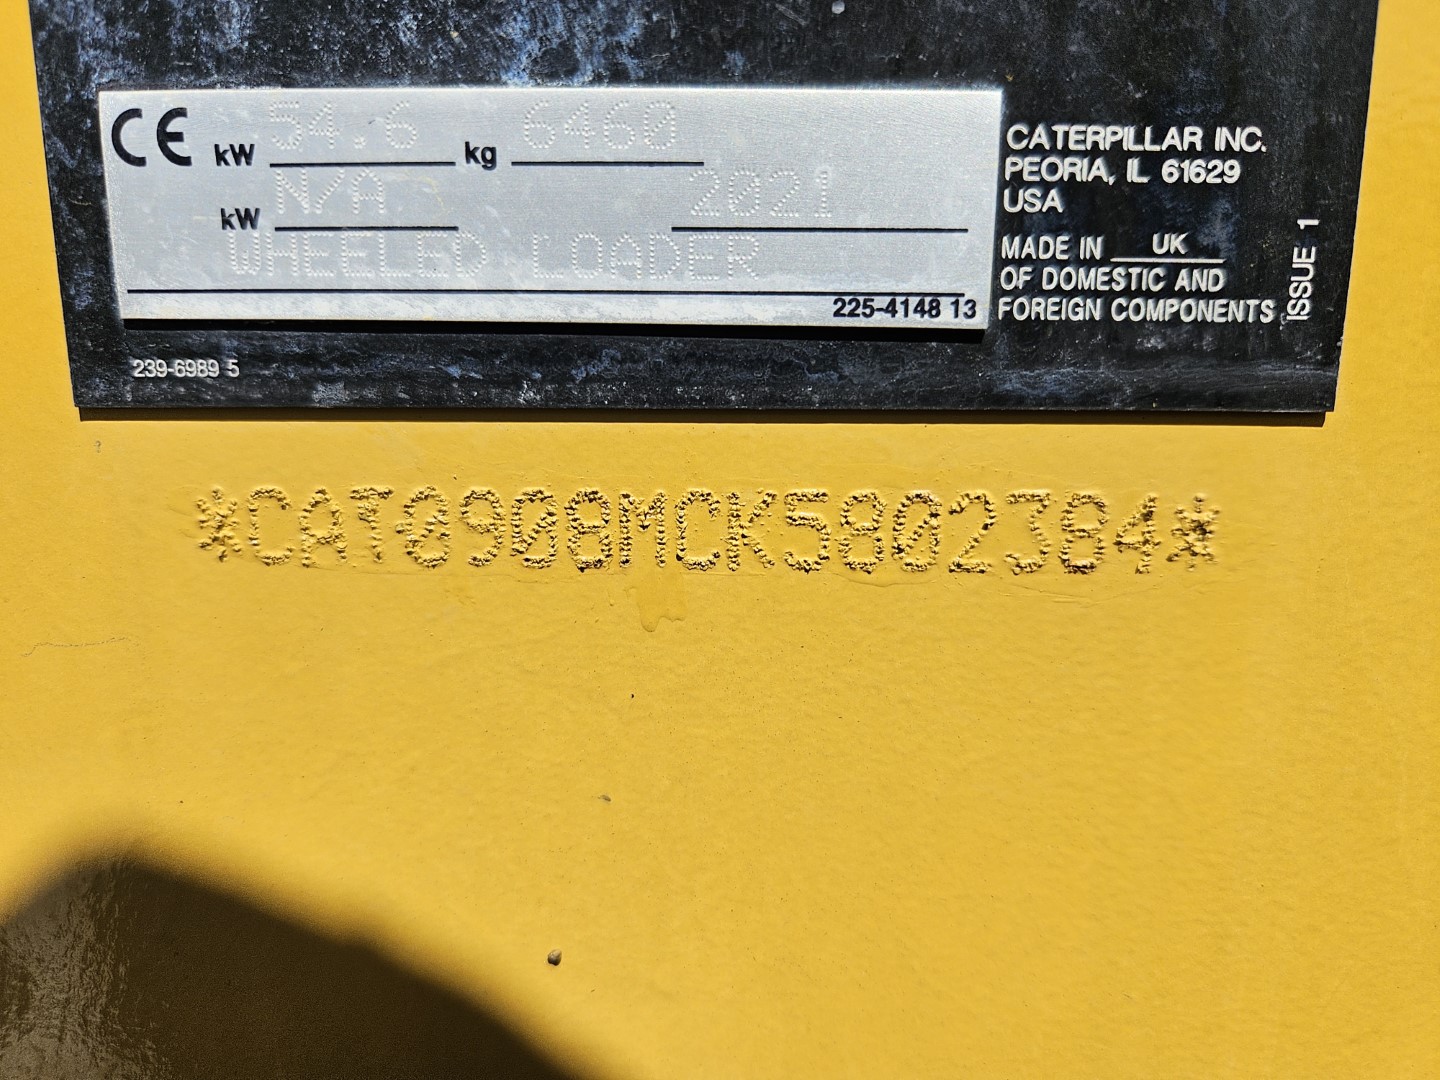 CE kW 54.6 kg 6460
kW N/A 2021
WHEELED LOADER
225-4148 13
239-6989 5
CATERPILLAR INC.
PEORIA, IL 61629
USA
MADE IN UK
OF DOMESTIC AND
FOREIGN COMPONENTS
ISSUE 1
*CAT0908MCK5802384*